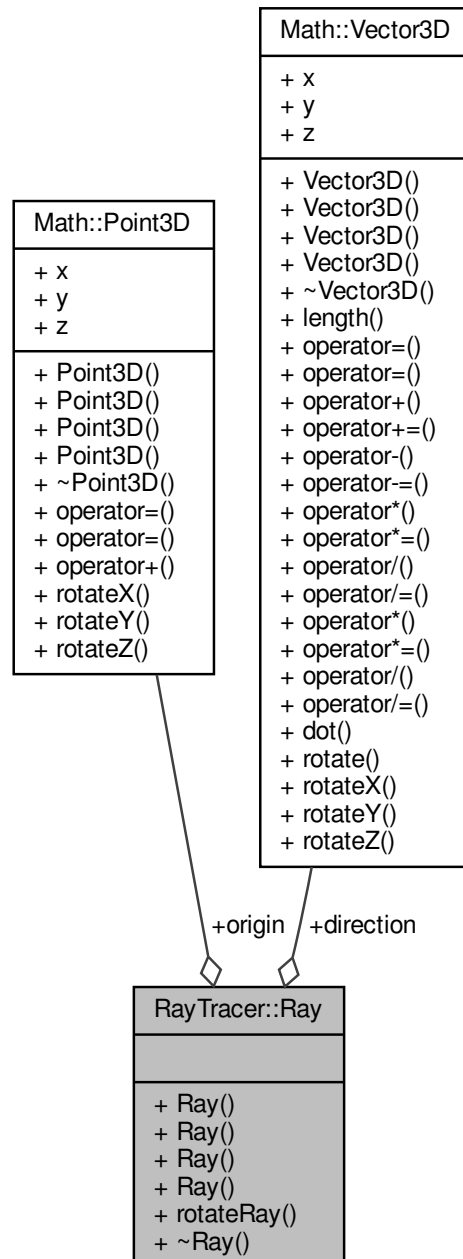 Math::Vector3D
+ x
+ y
+ z
+ Vector3D()
+ Vector3D()
+ Vector3D()
+ Vector3D()
+ ~Vector3D()
+ length()
+ operator=()
+ operator=()
+ operator+()
+ operator+=()
+ operator-()
+ operator-=()
+ operator*()
+ operator*=()
+ operator/()
+ operator/=()
+ operator*()
+ operator*=()
+ operator/()
+ operator/=()
+ dot()
+ rotate()
+ rotateX()
+ rotateY()
+ rotateZ()
Math::Point3D
+ x
+ y
+ z
+ Point3D()
+ Point3D()
+ Point3D()
+ Point3D()
+ ~Point3D()
+ operator=()
+ operator=()
+ operator+()
+ rotateX()
+ rotateY()
+ rotateZ()
+origin
+direction
RayTracer::Ray
+ Ray()
+ Ray()
+ Ray()
+ Ray()
+ rotateRay()
+ ~Ray()